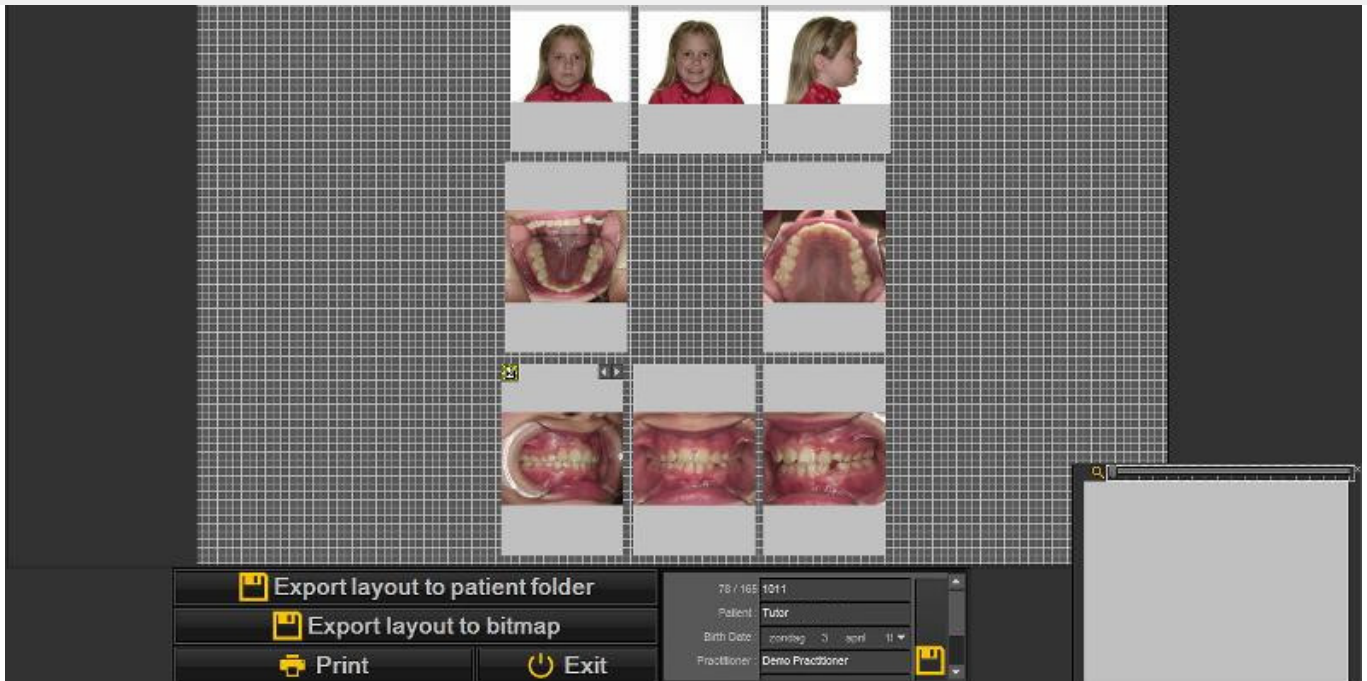 Export layout to patient folder
Export layout to bitmap
Print
Exit
78 / 165 1011
Patient : Tutor
Birth Date : zondag 3 april
Practitioner : Demo Practitioner